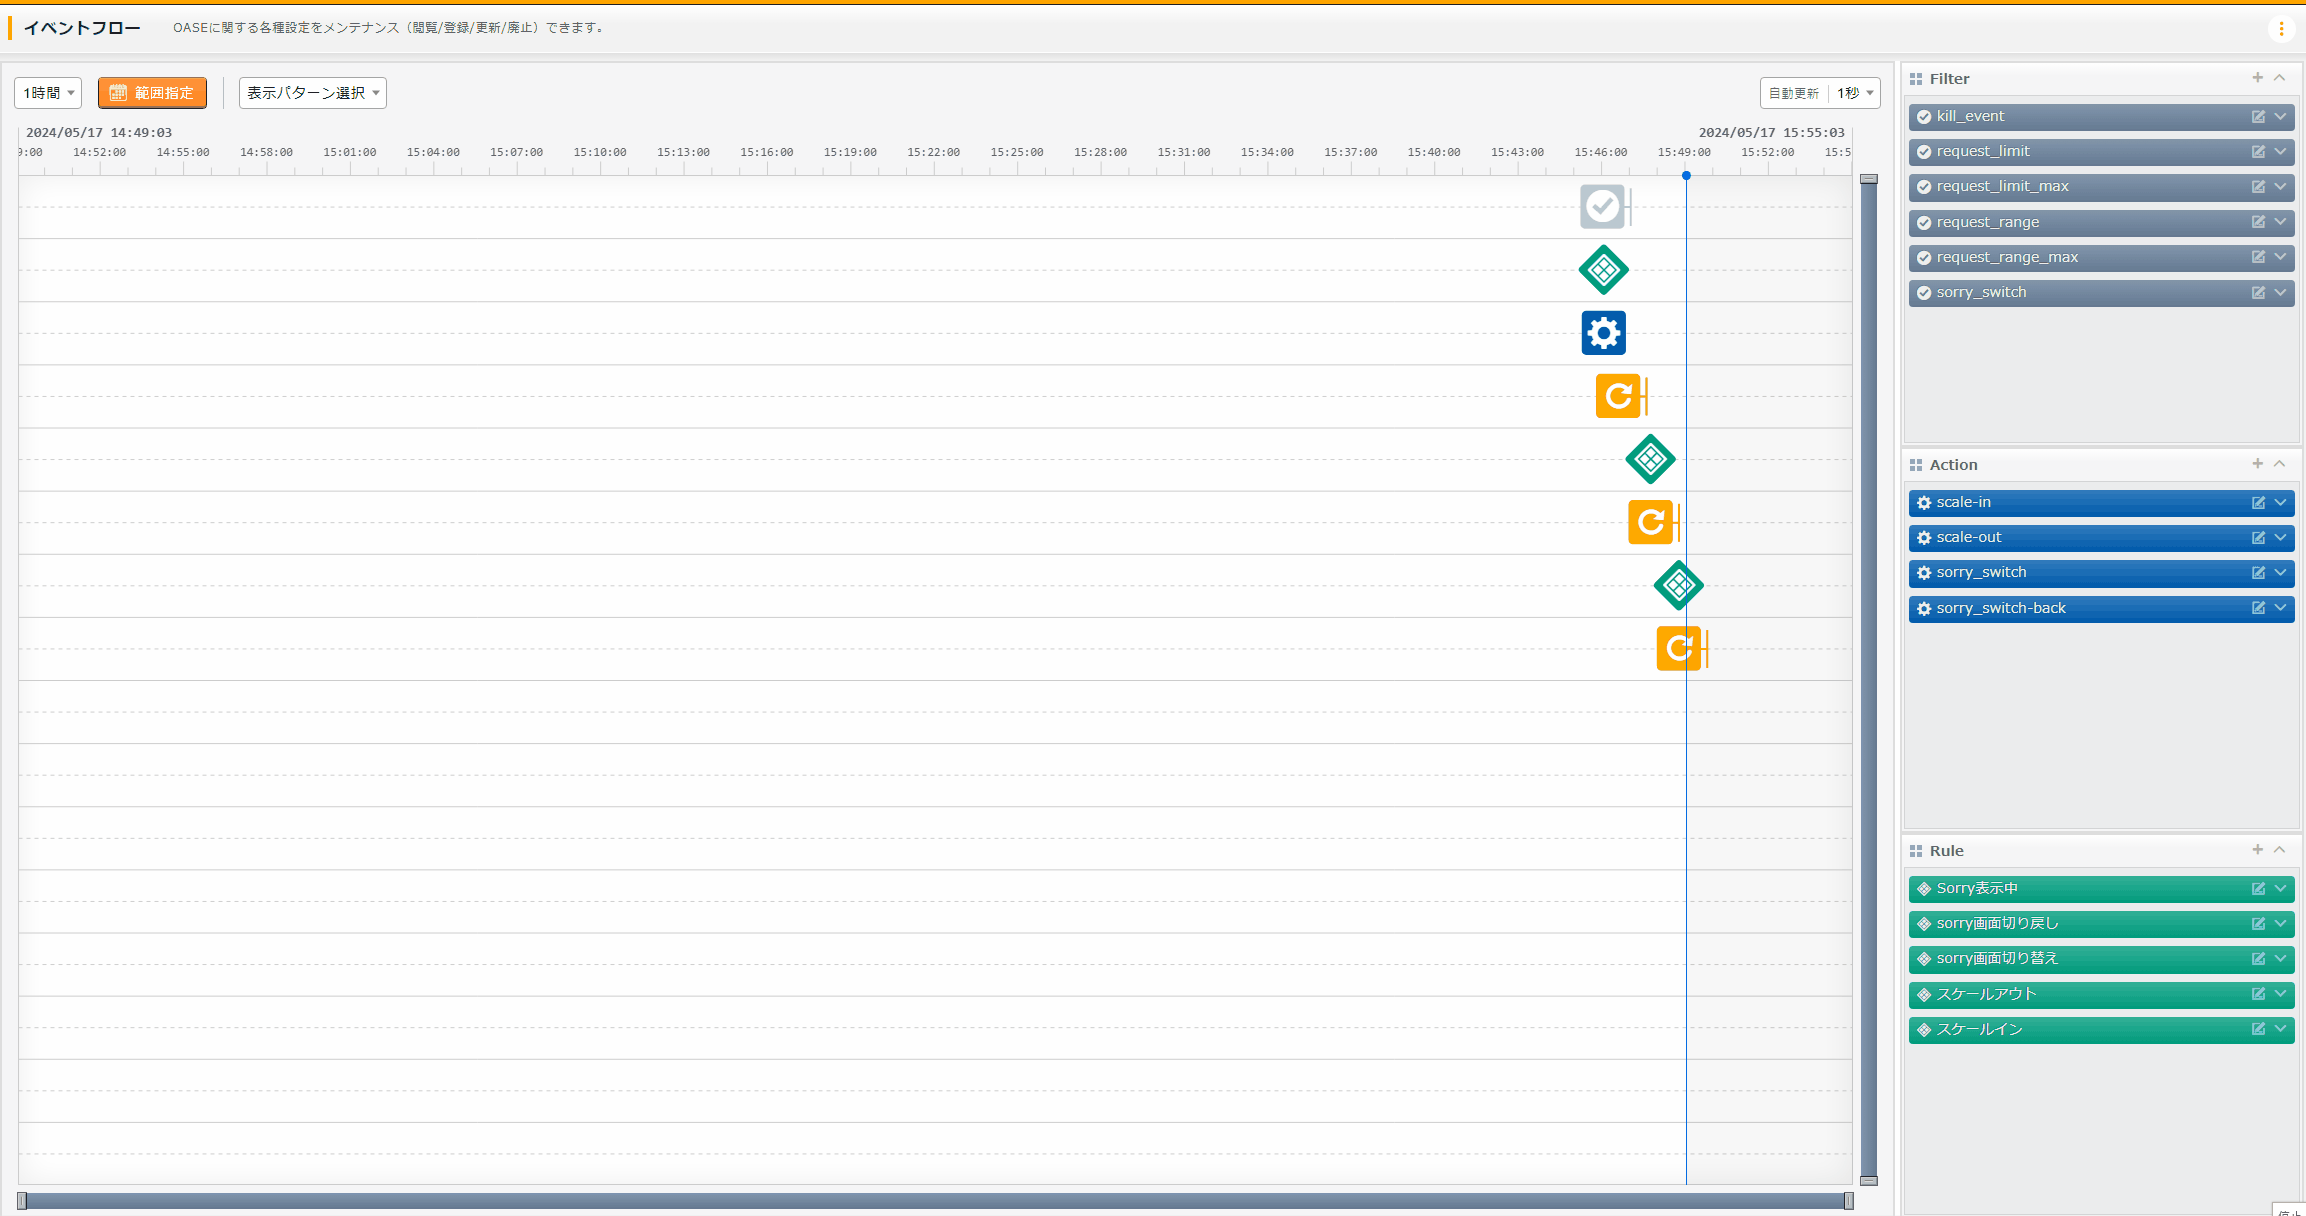 イベントフロー
OASEに関する各種設定をメンテナンス（閲覧/登録/更新/廃止）できます。
1時間
範囲指定
表示パターン選択
自動更新
1秒
2024/05/17 14:49:03
2024/05/17 15:55:03
9:00 14:52:00 14:55:00 14:58:00 15:01:00 15:04:00 15:07:00 15:10:00 15:13:00 15:16:00 15:19:00 15:22:00 15:25:00 15:28:00 15:31:00 15:34:00 15:37:00 15:40:00 15:43:00 15:46:00 15:49:00 15:52:00 15:5
Filter
kill_event
request_limit
request_limit_max
request_range
request_range_max
sorry_switch
Action
scale-in
scale-out
sorry_switch
sorry_switch-back
Rule
Sorry表示中
sorry画面切り戻し
sorry画面切り替え
スケールアウト
スケールイン